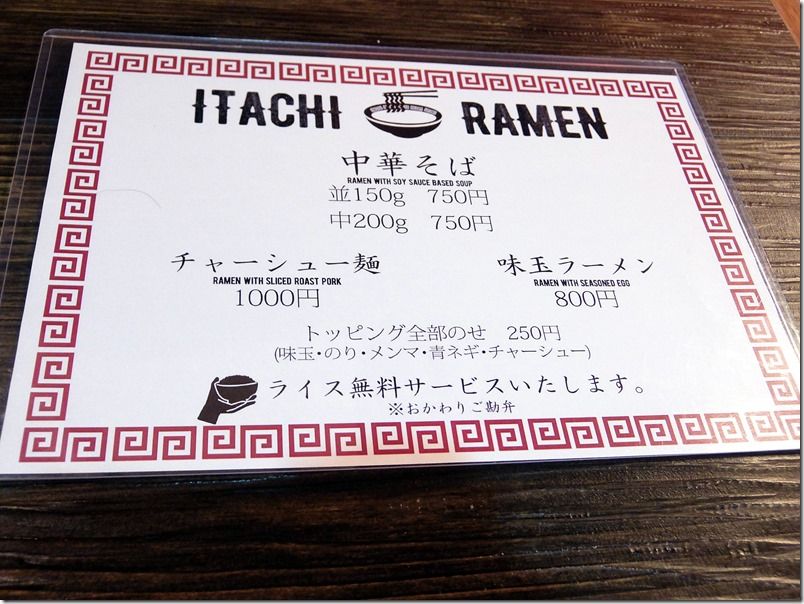 ITACHI RAMEN
中華そば
RAMEN WITH SOY SAUCE BASED SOUP
並150g 750円
中200g 750円
チャーシュー麺
RAMEN WITH SLICED ROAST PORK
1000円
味玉ラーメン
RAMEN WITH SEASONED EGG
800円
トッピング全部のせ 250円
(味玉・のり・メンマ・青ネギ・チャーシュー)
ライス無料サービスいたします。
※おかわりご勘弁